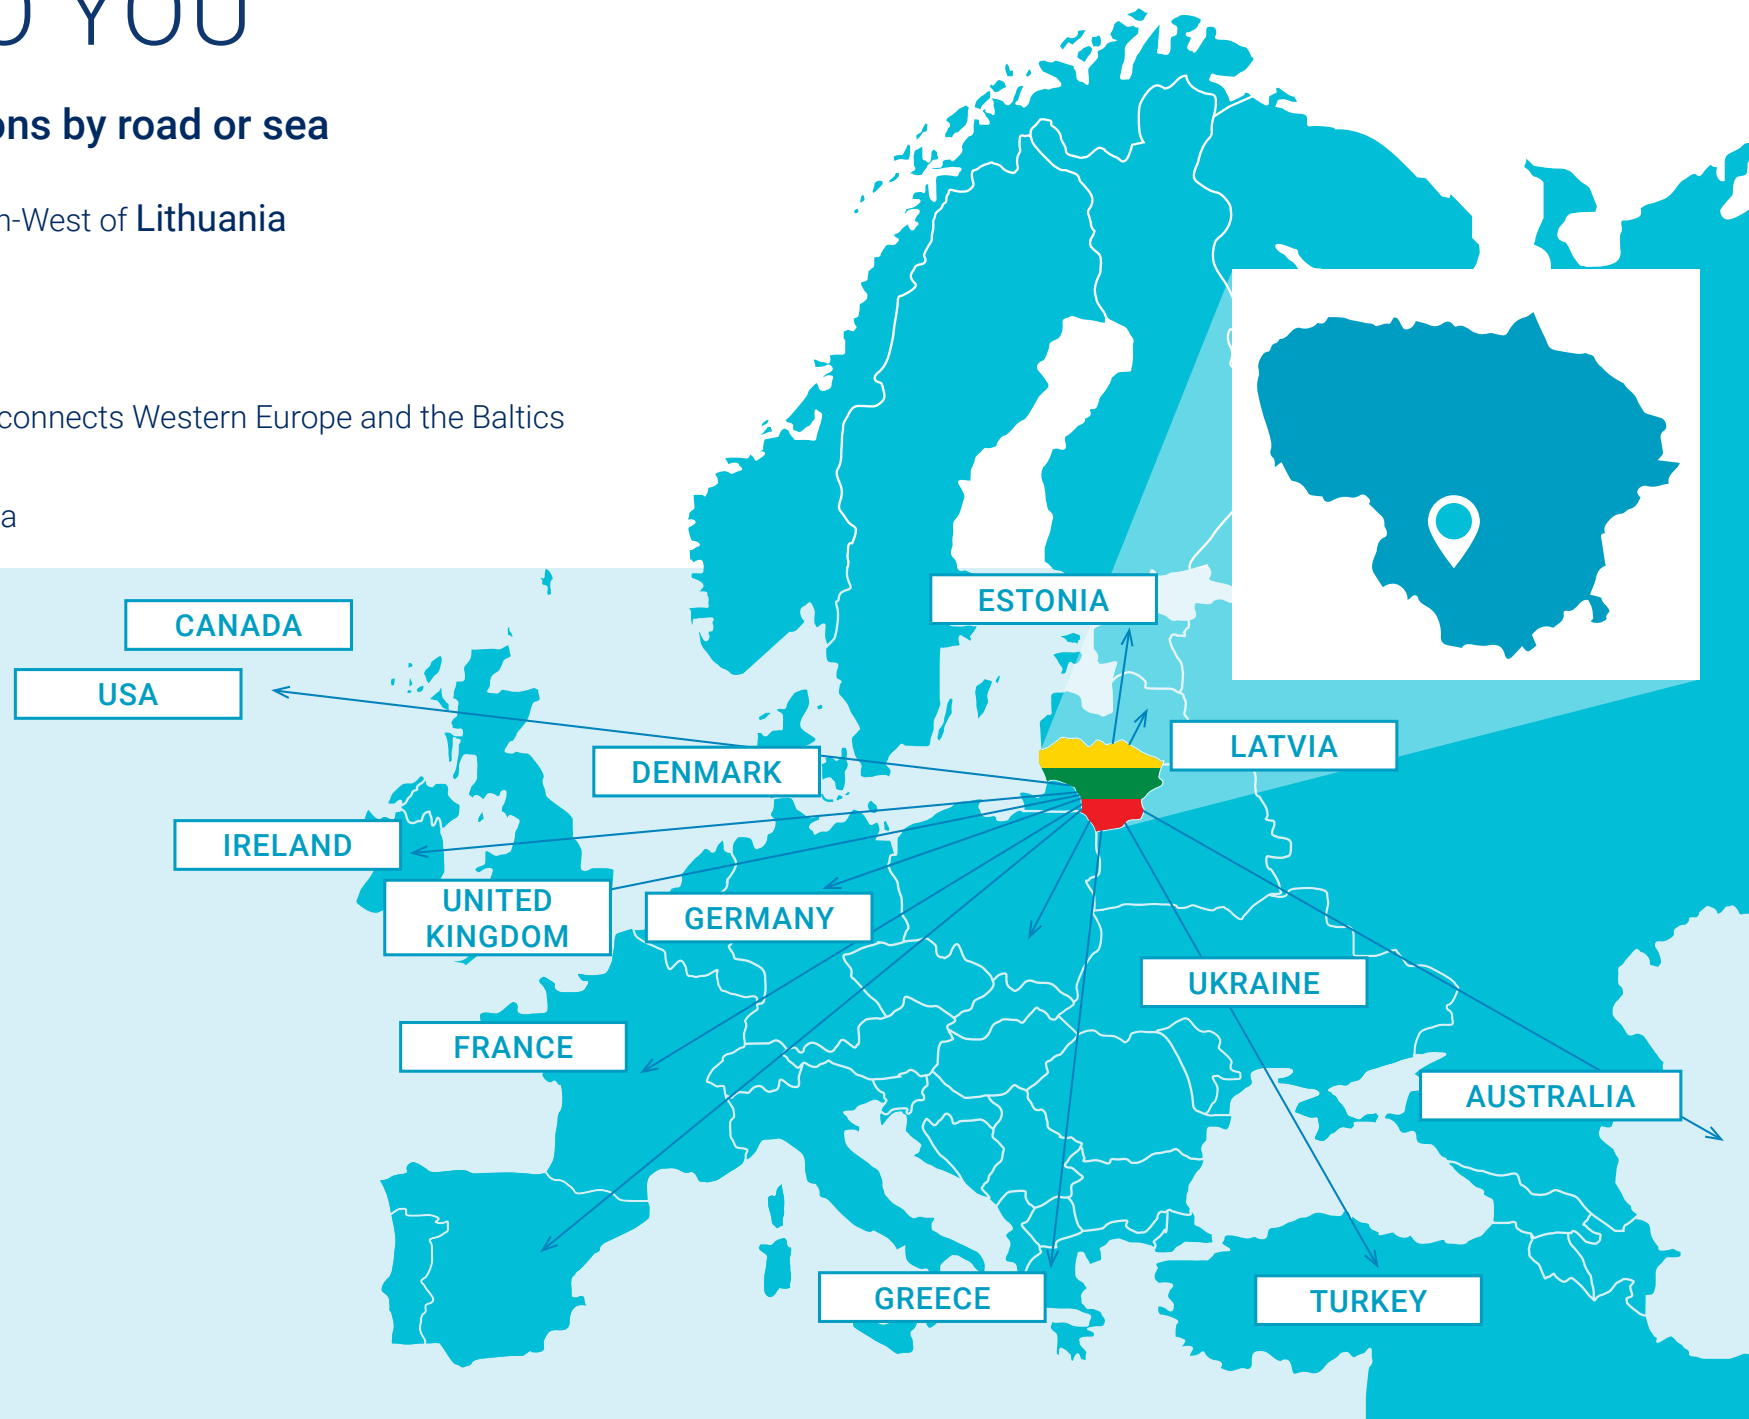 O YOU
ons by road or sea
h-West of Lithuania
connects Western Europe and the Baltics
a
ESTONIA
CANADA
USA
LATVIA
DENMARK
IRELAND
UNITED
KINGDOM
GERMANY
UKRAINE
FRANCE
AUSTRALIA
GREECE
TURKEY